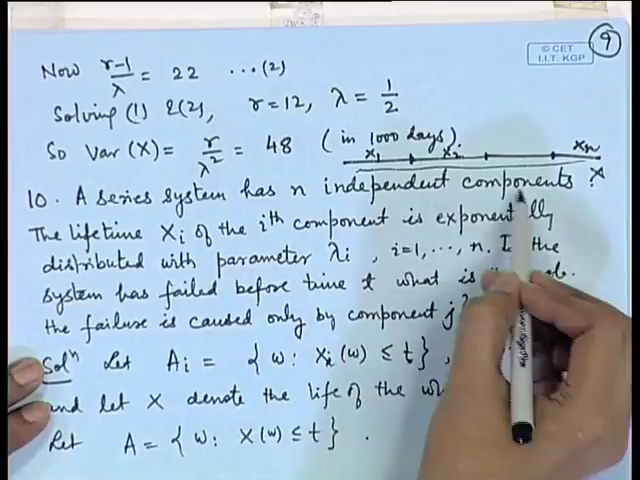 9
© CET
I.I.T. KGP
Now (r-1)/λ = 22 ...(2)
Solving (1) &(2), r=12, λ = 1/2
So Var (X) = r/λ² = 48 (in 1000 days).
X₁ X₂ Xₙ
X
10. A series system has n independent components.
The lifetime Xᵢ of the iᵗʰ component is exponentially
distributed with parameter λᵢ, i=1, ⋯, n. If the
system has failed before time t what is
the failure is caused only by component j?
Solⁿ Let Aᵢ = {ω: Xᵢ(ω) ≤ t},
and let X denote the life of the
Let A = {ω: X(ω) ≤ t}.